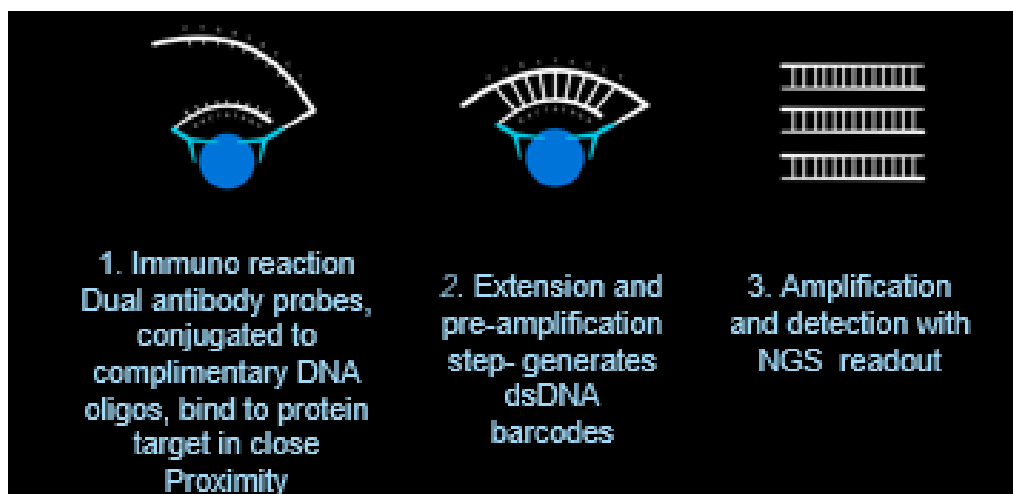 1. Immuno reaction
Dual antibody probes,
conjugated to
complimentary DNA
oligos, bind to protein
target in close
Proximity
2. Extension and
pre-amplification
step- generates
dsDNA
barcodes
3. Amplification
and detection with
NGS readout